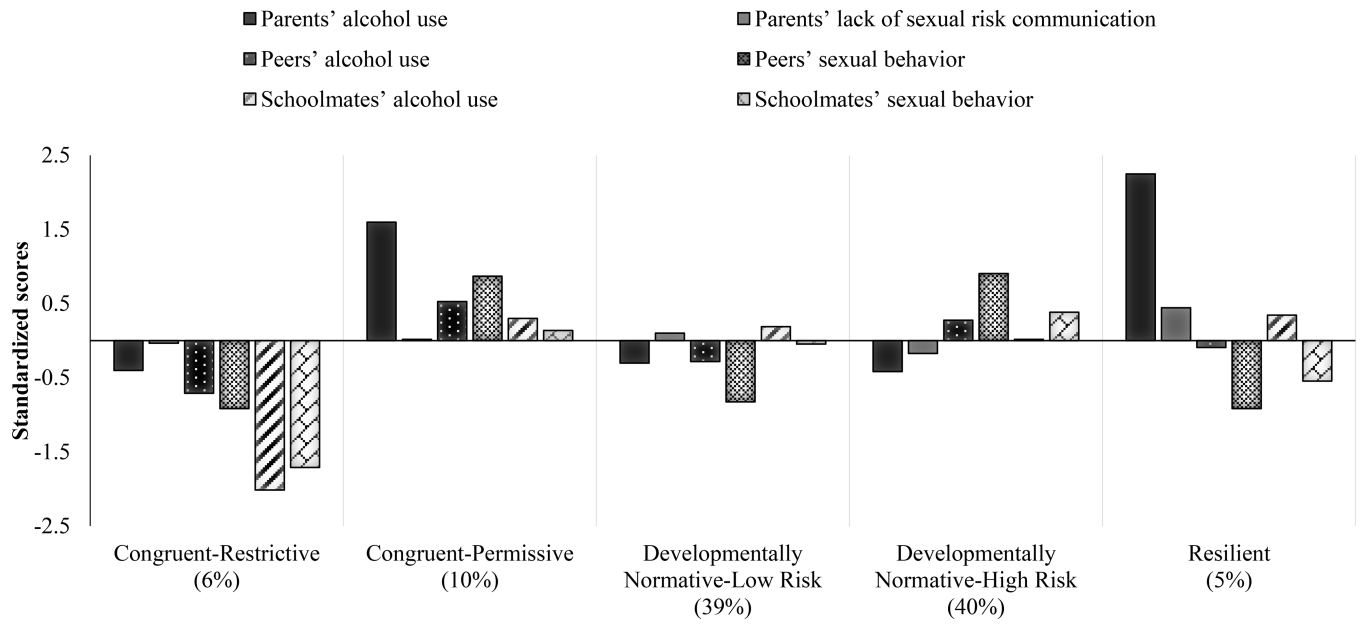 Parents’ alcohol use
Parents’ lack of sexual risk communication
Peers’ alcohol use
Peers’ sexual behavior
Schoolmates’ alcohol use
Schoolmates’ sexual behavior
Standardized scores
2.5
1.5
0.5
-0.5
-1.5
-2.5
Congruent-Restrictive
(6%)
Congruent-Permissive
(10%)
Developmentally
Normative-Low Risk
(39%)
Developmentally
Normative-High Risk
(40%)
Resilient
(5%)